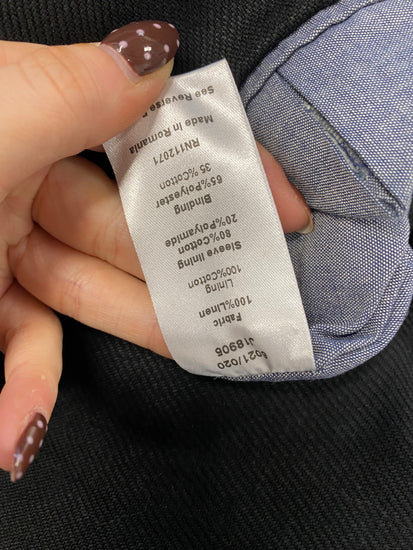 J18905
Fabric
100%Linen
Lining
100%Cotton
Sleeve lining
80%Cotton
20%Polyamide
Binding
65%Polyester
35%Cotton
RN112071
Made in Romania
See Reverse